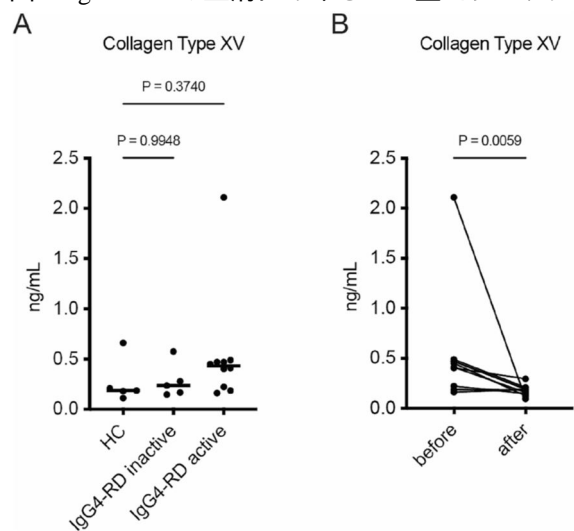 A
Collagen Type XV
P = 0.3740
P = 0.9948
2.5
2.0
1.5
1.0
0.5
0.0
ng/mL
HC
IgG4-RD inactive
IgG4-RD active
B
Collagen Type XV
P = 0.0059
2.5
2.0
1.5
1.0
0.5
0.0
ng/mL
before
after